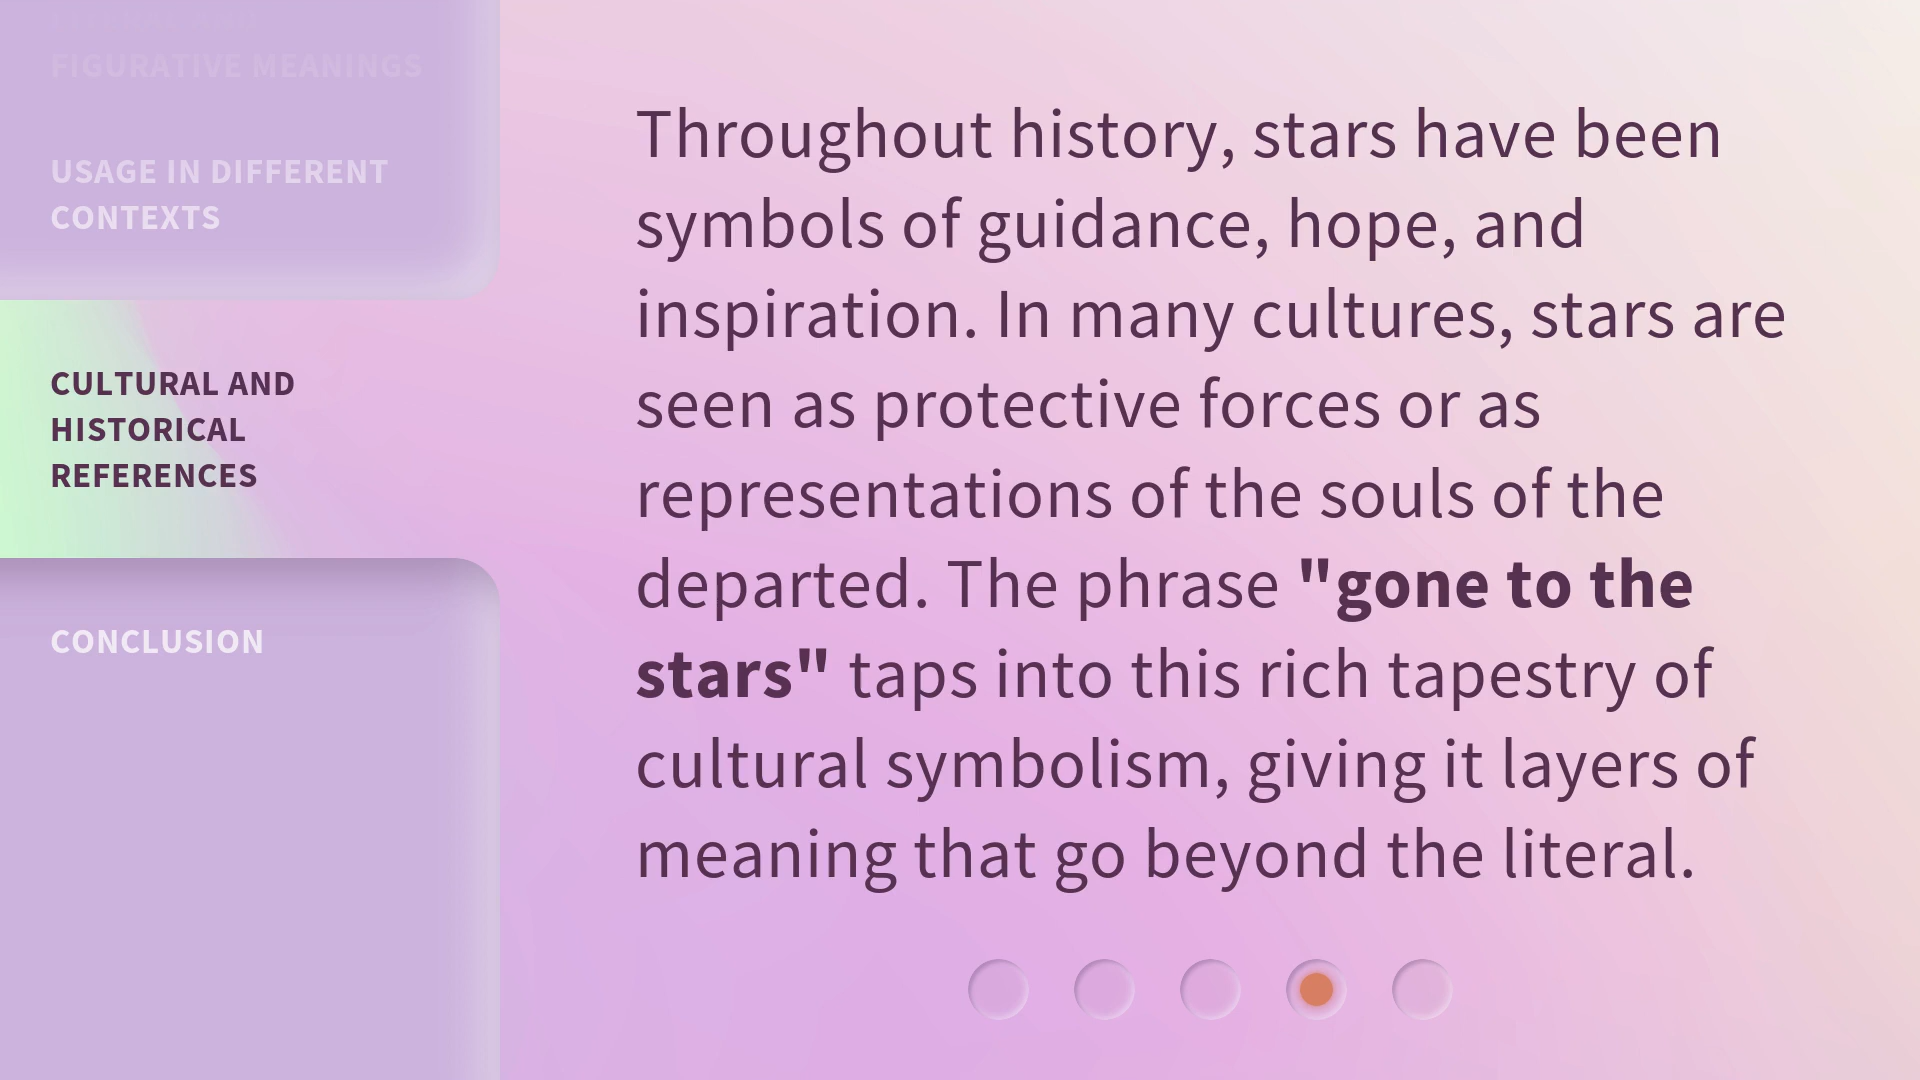 FIGURATIVE MEANINGS
USAGE IN DIFFERENT
CONTEXTS
CULTURAL AND
HISTORICAL
REFERENCES
CONCLUSION
Throughout history, stars have been
symbols of guidance, hope, and
inspiration. In many cultures, stars are
seen as protective forces or as
representations of the souls of the
departed. The phrase "gone to the
stars" taps into this rich tapestry of
cultural symbolism, giving it layers of
meaning that go beyond the literal.